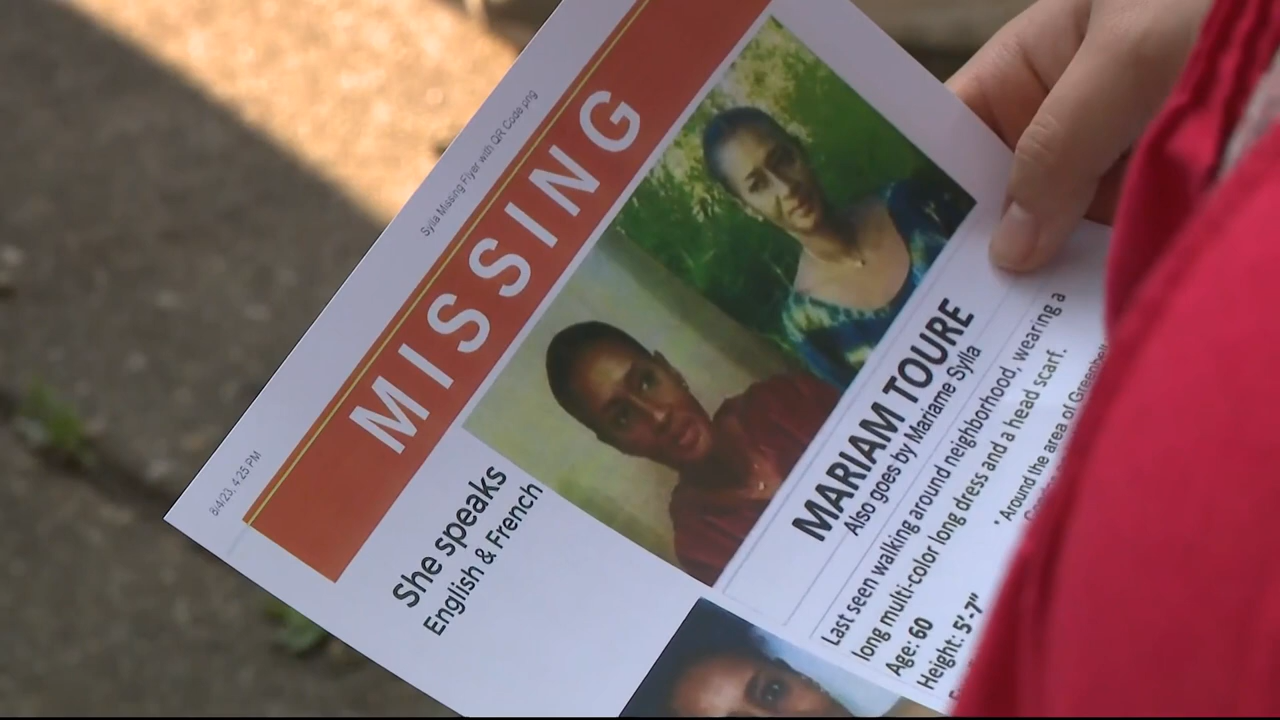 8/4/23, 4:25 PM
Sylla Missing Flyer with QR Code.png
MISSING
She speaks
English & French
MARIAM TOURE
Also goes by Mariame Sylla
Last seen walking around neighborhood, wearing a
long multi-color long dress and a head scarf.
Age: 60
Height: 5'-7"
* Around the area of